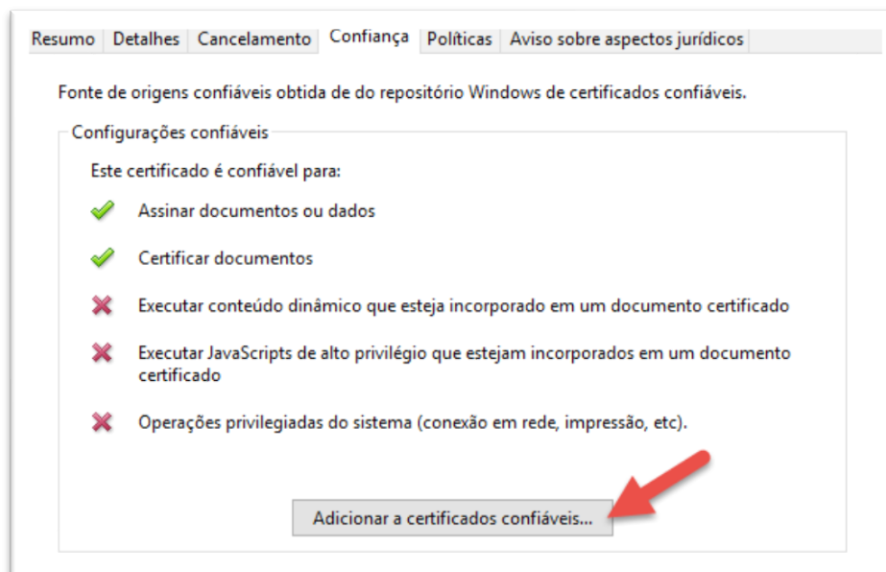 Resumo Detalhes Cancelamento Confiança Políticas Aviso sobre aspectos jurídicos
Fonte de origens confiáveis obtida de do repositório Windows de certificados confiáveis.
Configurações confiáveis
Este certificado é confiável para:
Assinar documentos ou dados
Certificar documentos
Executar conteúdo dinâmico que esteja incorporado em um documento certificado
Executar JavaScripts de alto privilégio que estejam incorporados em um documento
certificado
Operações privilegiadas do sistema (conexão em rede, impressão, etc).
Adicionar a certificados confiáveis...